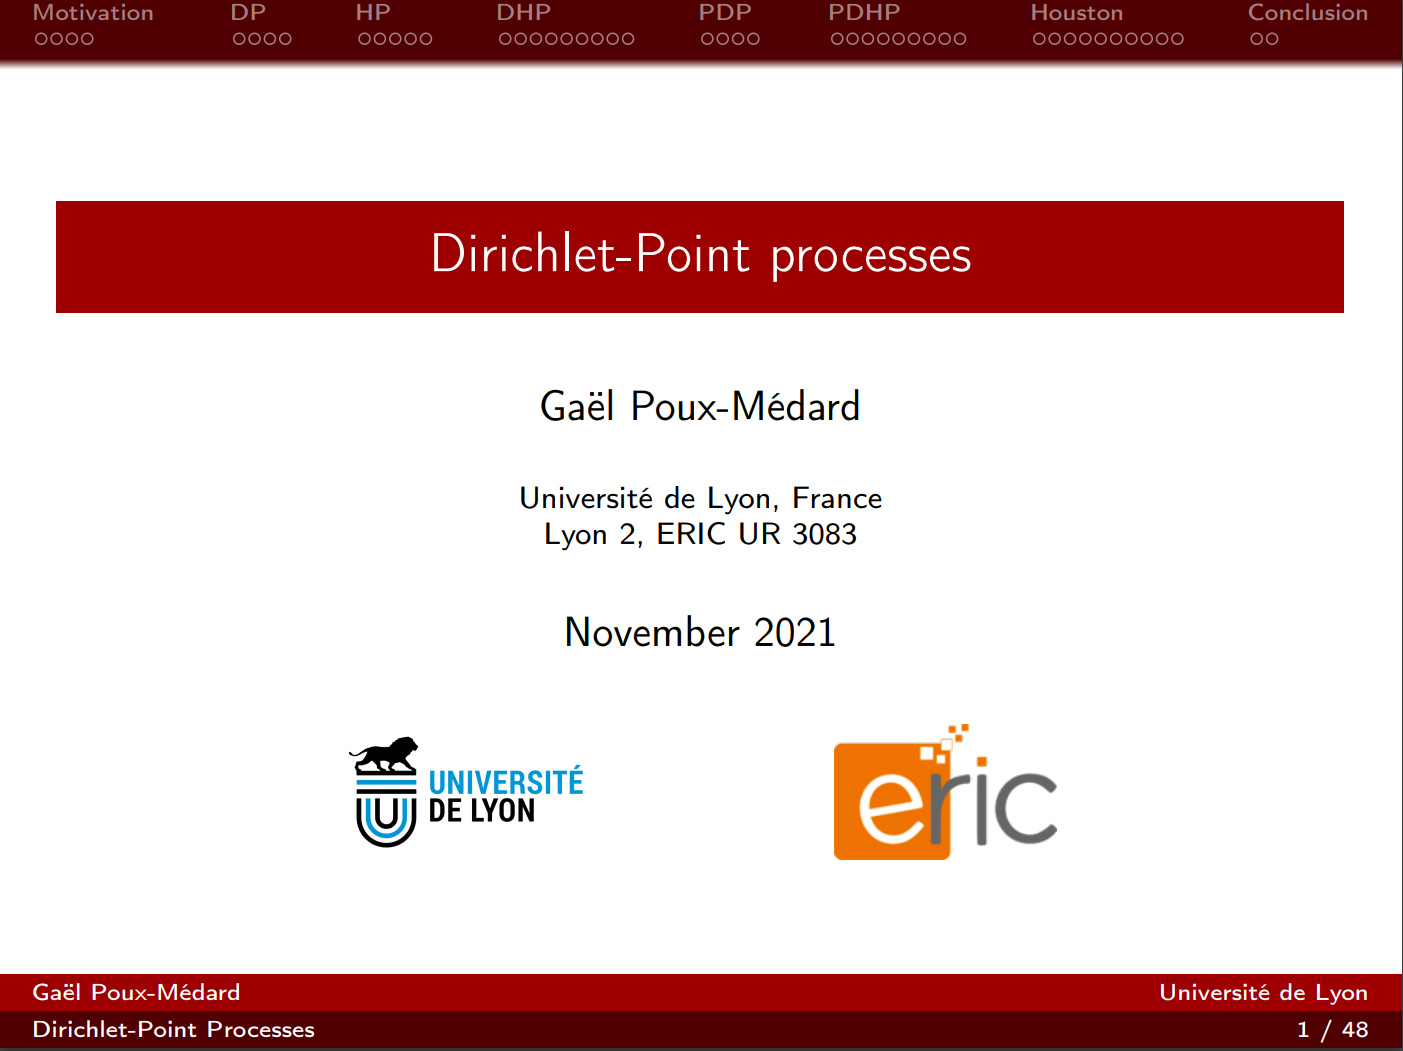 Motivation DP HP DHP PDP PDHP Houston Conclusion
Dirichlet-Point processes
Gaël Poux-Médard
Université de Lyon, France
Lyon 2, ERIC UR 3083
November 2021
UNIVERSITÉ
DE LYON
eric
Gaël Poux-Médard Université de Lyon
Dirichlet-Point Processes 1 / 48